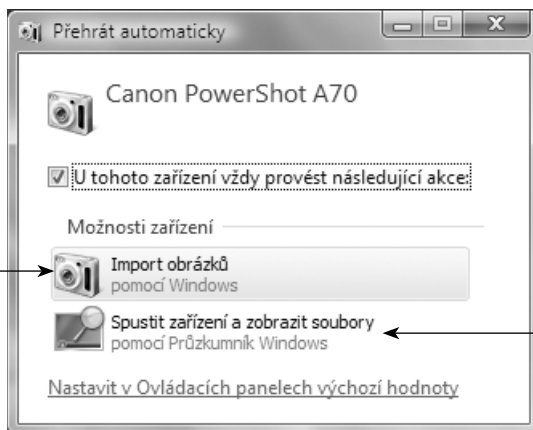 Přehrát automaticky
Canon PowerShot A70
U tohoto zařízení vždy provést následující akce:
Možnosti zařízení
Import obrázků
pomocí Windows
Spustit zařízení a zobrazit soubory
pomocí Průzkumník Windows
Nastavit v Ovládacích panelech výchozí hodnoty